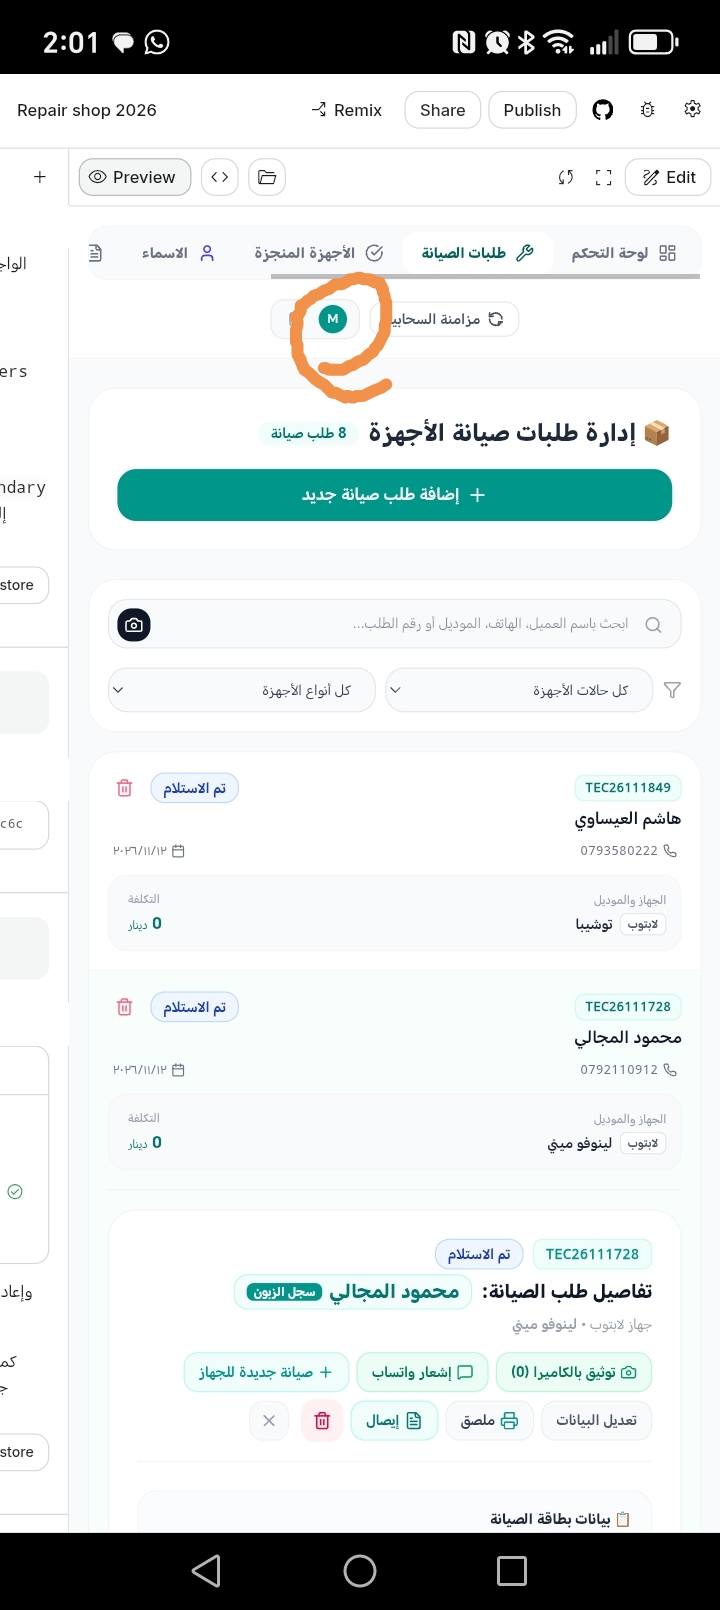 2:01
Repair shop 2026
Remix
Share
Publish
Preview
Edit
لوحة التحكم
طلبات الصيانة
الأجهزة المنجزة
الاسماء
مزامنة السحابية
M
📦 إدارة طلبات صيانة الأجهزة
8 طلب صيانة
+ إضافة طلب صيانة جديد
ابحث باسم العميل، الهاتف، الموديل أو رقم الطلب...
كل حالات الأجهزة
كل أنواع الأجهزة
TEC26111849
تم الاستلام
هاشم العيساوي
0793580222
٢٠٢٦/١١/١٢
الجهاز والموديل
التكلفة
لابتوب
توشيبا
0 دينار
TEC26111728
تم الاستلام
محمود المجالي
0792110912
٢٠٢٦/١١/١٢
الجهاز والموديل
التكلفة
لابتوب
لينوفو ميني
0 دينار
TEC26111728
تم الاستلام
تفاصيل طلب الصيانة: محمود المجالي سجل الزبون
جهاز لابتوب • لينوفو ميني
توثيق بالكاميرا (0)
إشعار واتساب
+ صيانة جديدة للجهاز
تعديل البيانات
ملصق
إيصال
📋 بيانات بطاقة الصيانة
الواج
ers
ndary
إل
store
c6c
وإعاد
كم
ج
store